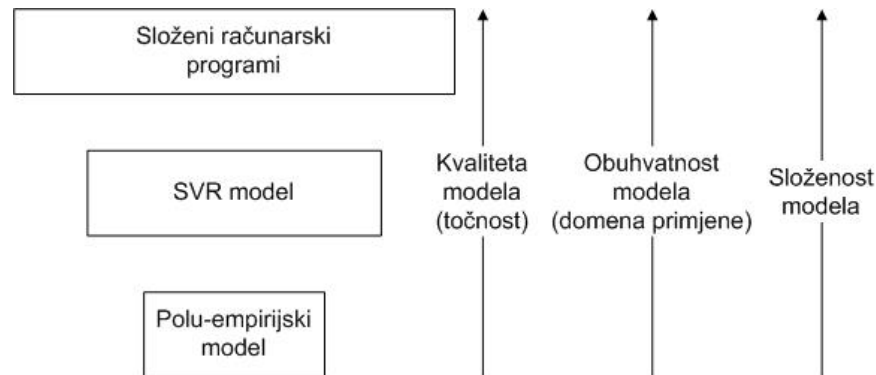 Složeni računarski
programi
SVR model
Polu-empirijski
model
Kvaliteta
modela
(točnost)
Obuhvatnost
modela
(domena primjene)
Složenost
modela